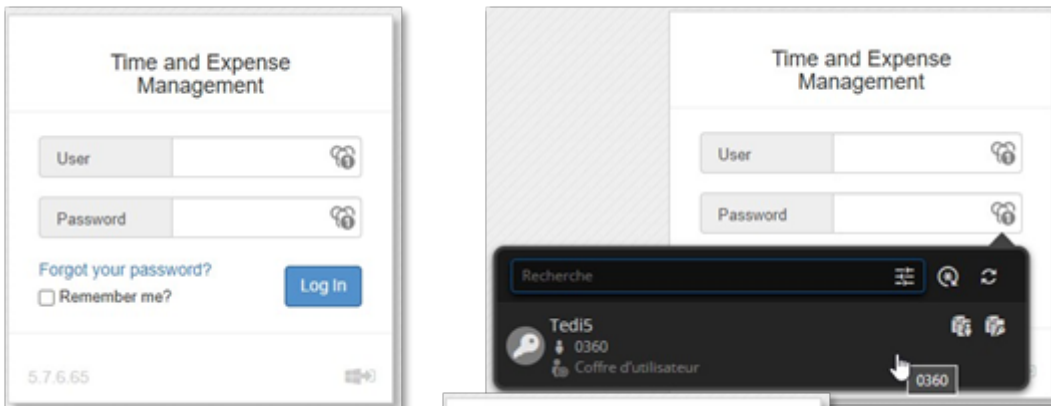 Time and Expense
Management
User
Password
Forgot your password?
Remember me?
Log In
5.7.6.65
Time and Expense
Management
User
Password
Recherche
Tedi5
0360
Coffre d'utilisateur
0360